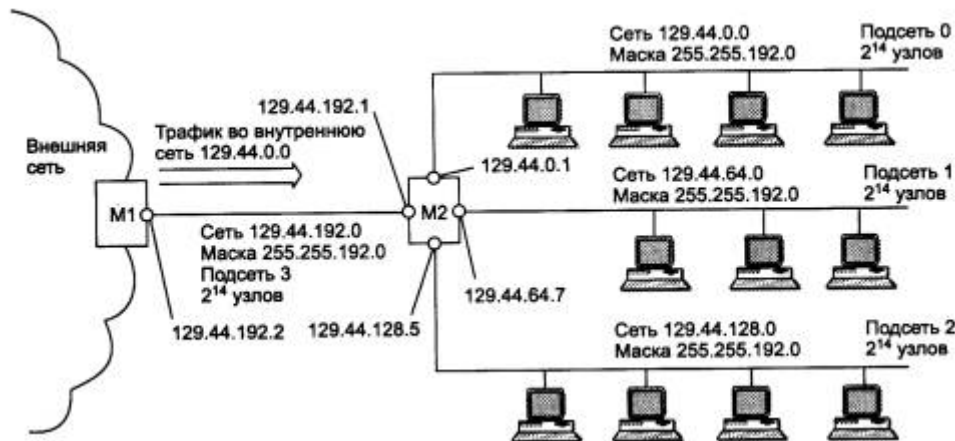 Сеть 129.44.0.0
Маска 255.255.192.0
Подсеть 0
2¹⁴ узлов
129.44.192.1
Внешняя
сеть
Трафик во внутреннюю
сеть 129.44.0.0
129.44.0.1
Сеть 129.44.64.0
Маска 255.255.192.0
Подсеть 1
2¹⁴ узлов
М1
М2
Сеть 129.44.192.0
Маска 255.255.192.0
Подсеть 3
2¹⁴ узлов
129.44.64.7
129.44.192.2
129.44.128.5
Сеть 129.44.128.0
Маска 255.255.192.0
Подсеть 2
2¹⁴ узлов